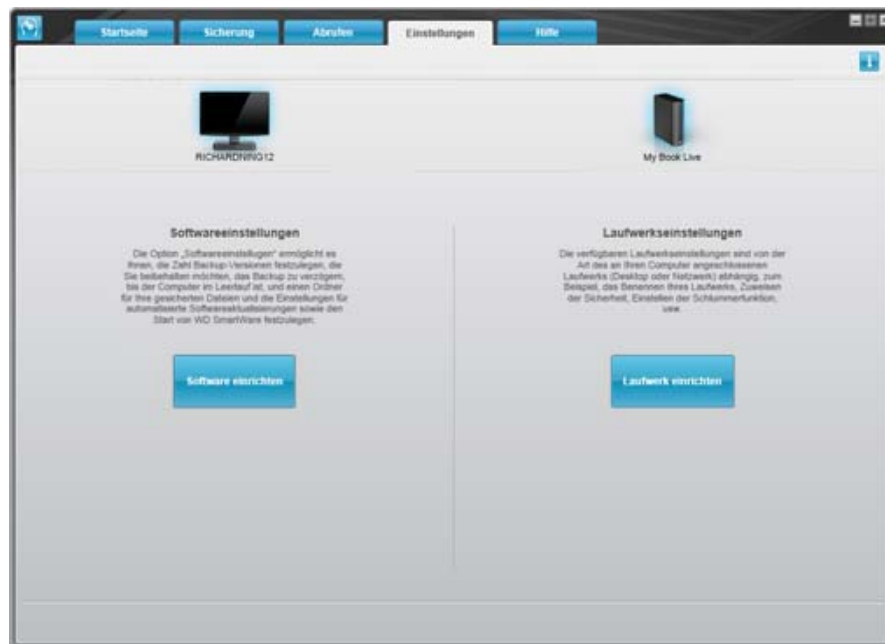 Startseite
Sicherung
Abrufen
Einstellungen
Hilfe
RICHARDNING12
My Book Live
Softwareeinstellungen
Die Option „Softwareeinstellugen“ ermöglicht es
Ihnen, die Zahl Backup-Versionen festzulegen, die
Sie beibehalten möchten, das Backup zu verzögern,
bis der Computer im Leerlauf ist, und einen Ordner
für Ihre gesicherten Dateien und die Einstellungen für
automatisierte Softwareaktualisierungen sowie den
Start von WD SmartWare festzulegen.
Software einrichten
Laufwerkseinstellungen
Die verfügbaren Laufwerkseinstellungen sind von der
Art des an Ihren Computer angeschlossenen
Laufwerks (Desktop oder Netzwerk) abhängig, zum
Beispiel, das Benennen Ihres Laufwerks, Zuweisen
der Sicherheit, Einstellen der Schlummerfunktion,
usw.
Laufwerk einrichten